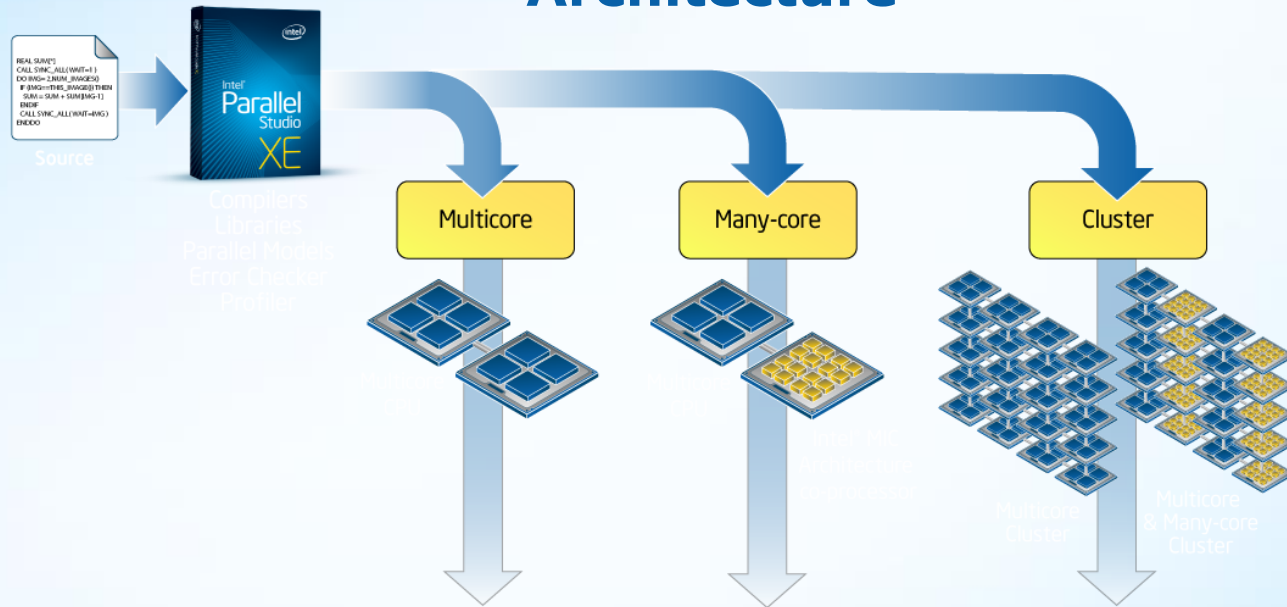 Architecture
REAL SUM[*]
CALL SYNC_ALL( WAIT=1 )
DO IMG= 2,NUM_IMAGES()
IF (IMG==THIS_IMAGE()) THEN
SUM = SUM + SUM[IMG-1]
ENDIF
CALL SYNC_ALL( WAIT=IMG )
ENDDO
Source
intel
Intel
Parallel
Studio
XE
Compilers
Libraries
Parallel Models
Error Checker
Profiler
Multicore
Many-core
Cluster
Multicore
CPU
Multicore
CPU
Intel MIC
Architecture
co-processor
Multicore
Cluster
Multicore
& Many-core
Cluster